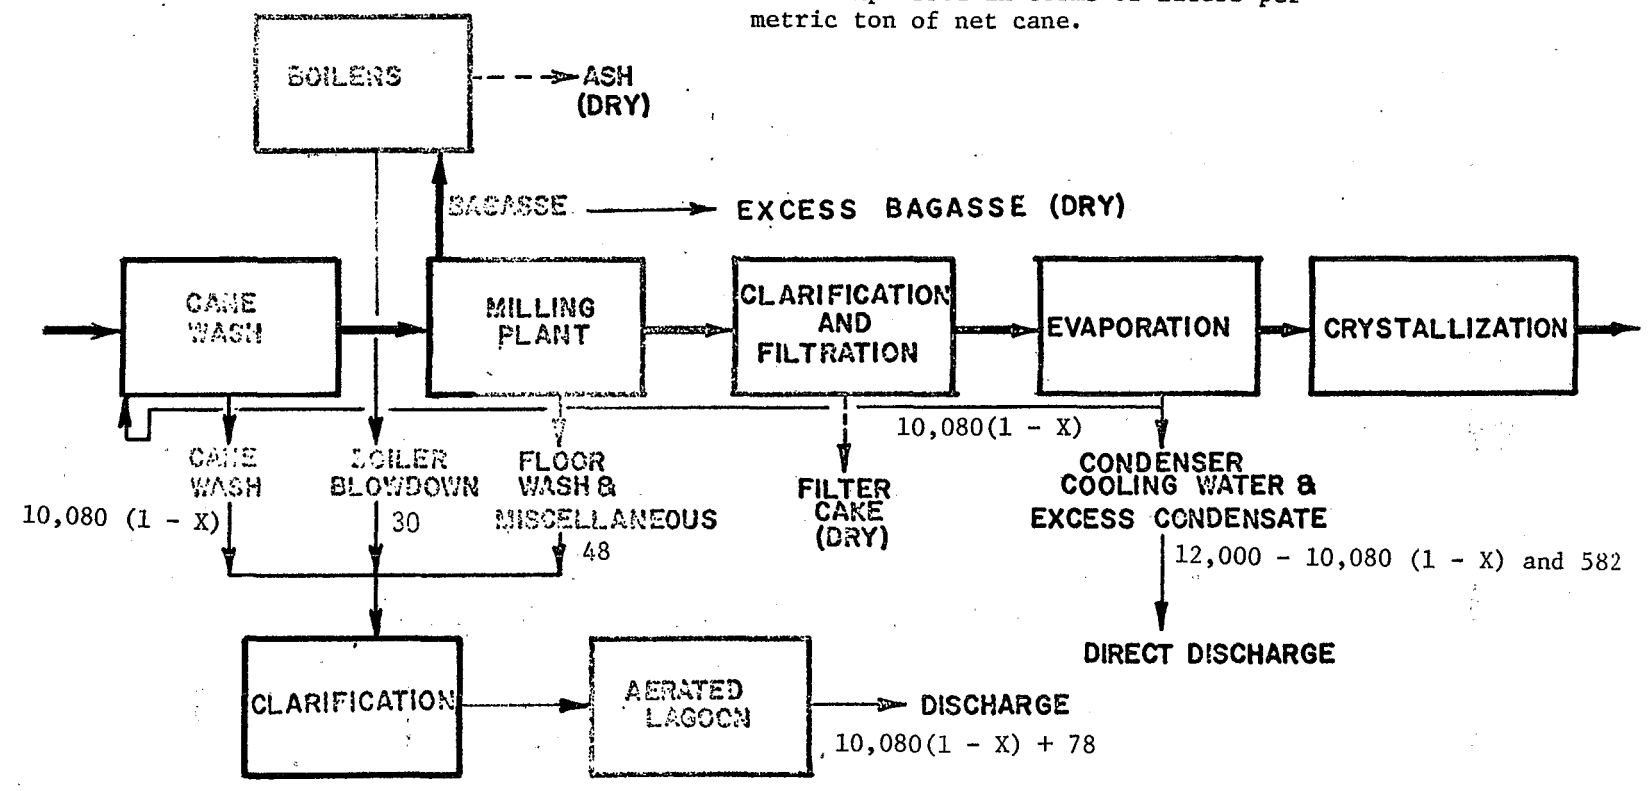 metric ton of net cane.
BOILERS
ASH
(DRY)
BAGASSE
EXCESS BAGASSE (DRY)
CANE
WASH
MILLING
PLANT
CLARIFICATION
AND
FILTRATION
EVAPORATION
CRYSTALLIZATION
10,080(1 - X)
CANE
WASH
10,080 (1 - X)
BOILER
BLOWDOWN
30
FLOOR
WASH &
MISCELLANEOUS
48
FILTER
CAKE
(DRY)
CONDENSER
COOLING WATER &
EXCESS CONDENSATE
12,000 - 10,080 (1 - X) and 582
DIRECT DISCHARGE
CLARIFICATION
AERATED
LAGOON
DISCHARGE
10,080(1 - X) + 78